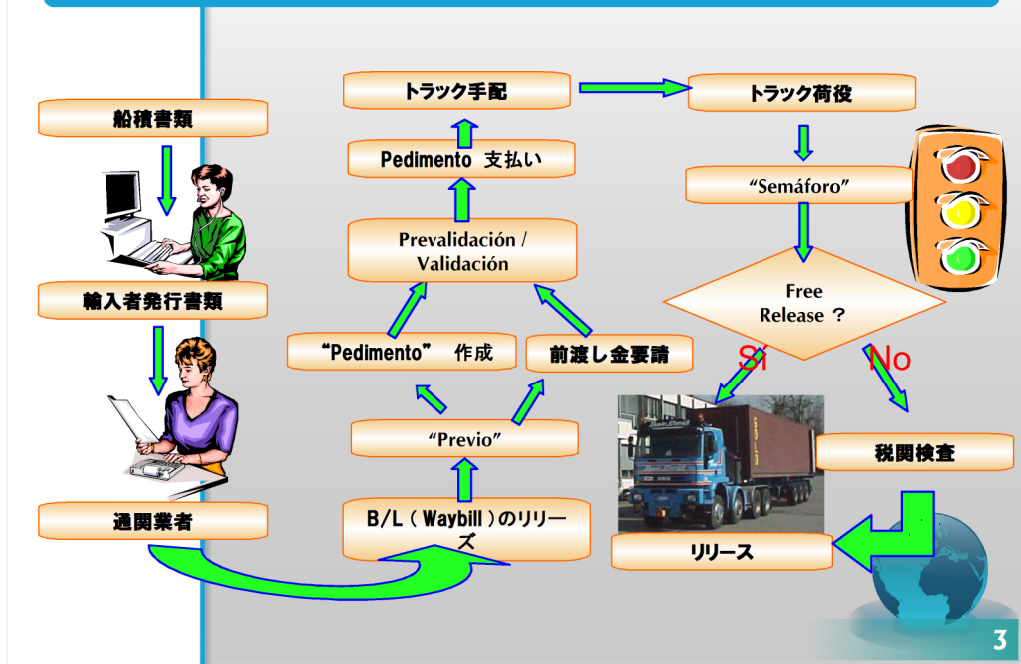 船積書類
輸入者発行書類
通関業者
B/L ( Waybill )のリリー
ズ
“Previo”
“Pedimento” 作成
前渡し金要請
Prevalidación /
Validación
Pedimento 支払い
トラック手配
トラック荷役
“Semáforo”
Free
Release ?
Sí
No
税関検査
リリース
3